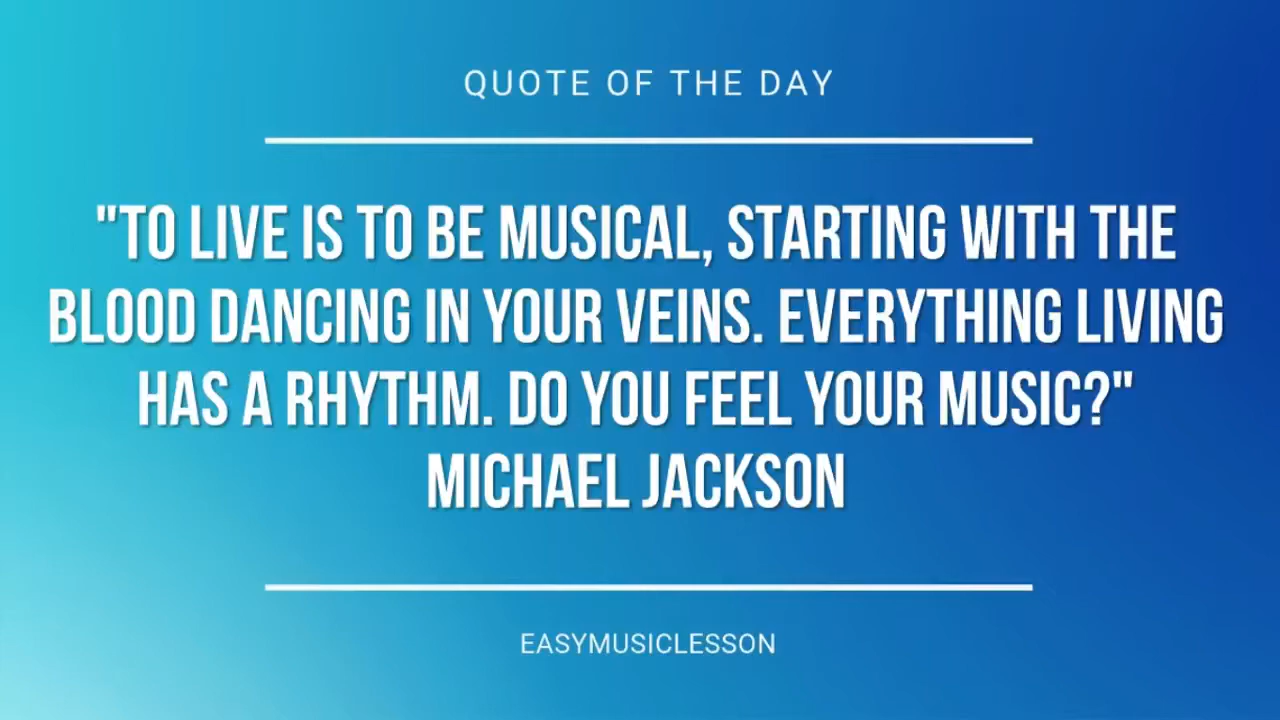 QUOTE OF THE DAY
"TO LIVE IS TO BE MUSICAL, STARTING WITH THE
BLOOD DANCING IN YOUR VEINS. EVERYTHING LIVING
HAS A RHYTHM. DO YOU FEEL YOUR MUSIC?"
MICHAEL JACKSON
EASYMUSICLESSON